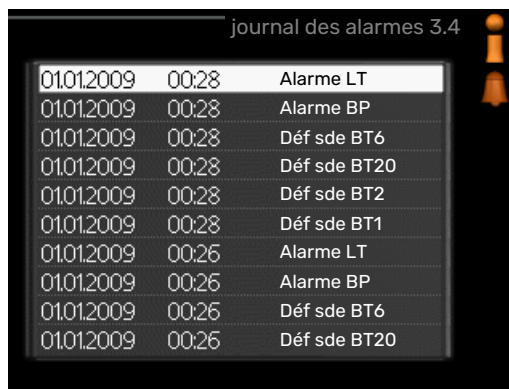 journal des alarmes 3.4
01.01.2009 00:28 Alarme LT
01.01.2009 00:28 Alarme BP
01.01.2009 00:28 Déf sde BT6
01.01.2009 00:28 Déf sde BT20
01.01.2009 00:28 Déf sde BT2
01.01.2009 00:28 Déf sde BT1
01.01.2009 00:26 Alarme LT
01.01.2009 00:26 Alarme BP
01.01.2009 00:26 Déf sde BT6
01.01.2009 00:26 Déf sde BT20